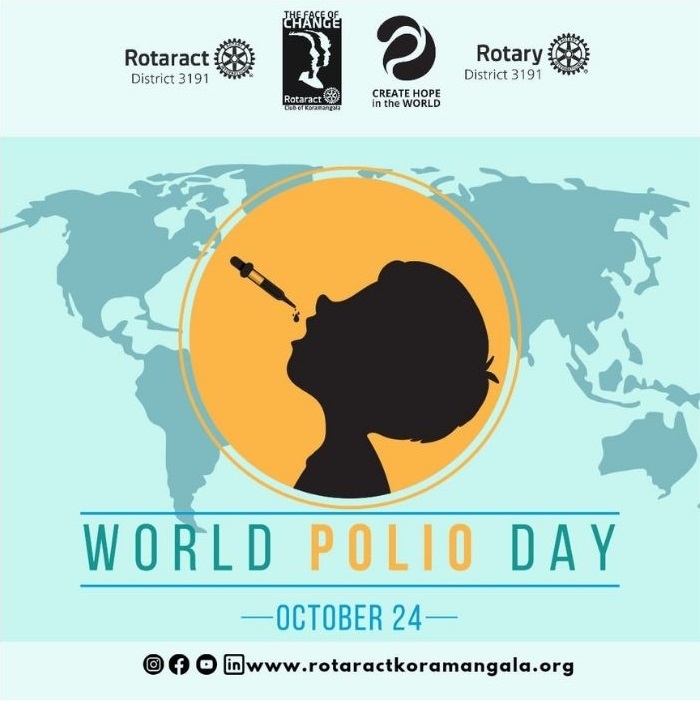 Rotaract
District 3191
THE FACE OF
CHANGE
Rotaract
Club of Koramangala
CREATE HOPE
in the WORLD
Rotary
District 3191
WORLD POLIO DAY
OCTOBER 24
www.rotaractkoramangala.org